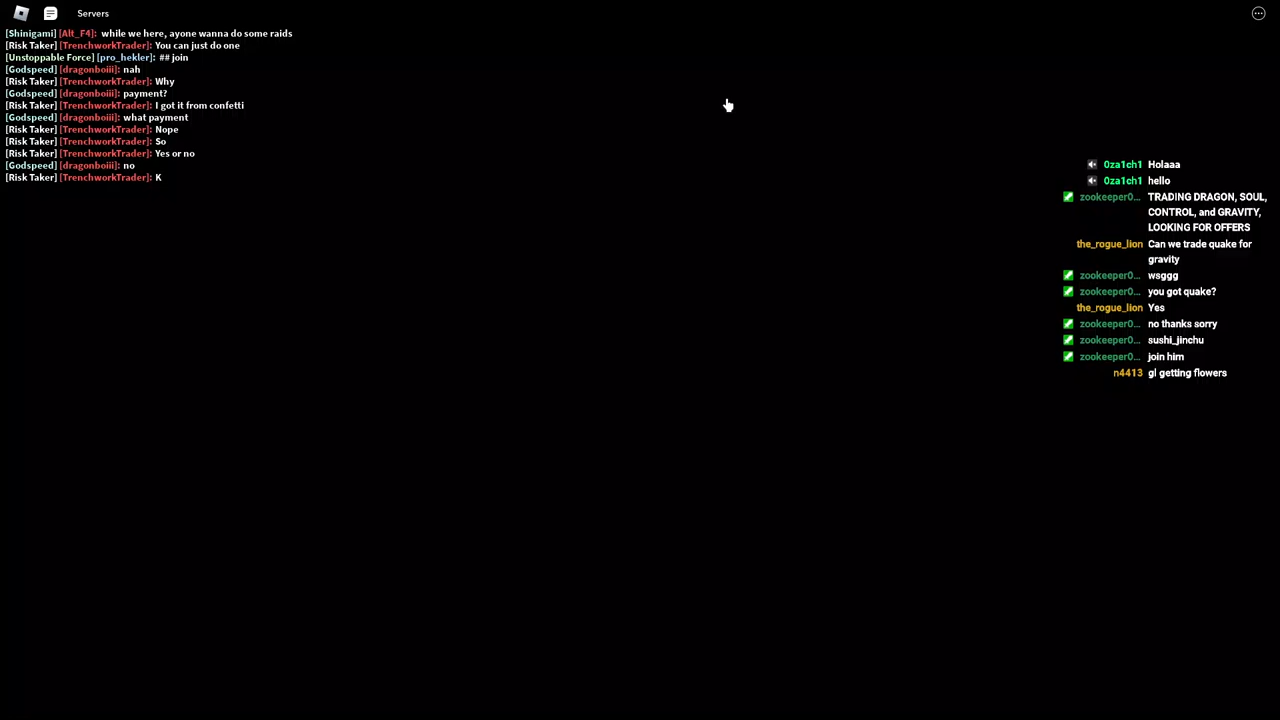 Servers
[Shinigami] [Alt_F4]: while we here, ayone wanna do some raids
[Risk Taker] [TrenchworkTrader]: You can just do one
[Unstoppable Force] [pro_hekler]: ## join
[Godspeed] [dragonboiii]: nah
[Risk Taker] [TrenchworkTrader]: Why
[Godspeed] [dragonboiii]: payment?
[Risk Taker] [TrenchworkTrader]: I got it from confetti
[Godspeed] [dragonboiii]: what payment
[Risk Taker] [TrenchworkTrader]: Nope
[Risk Taker] [TrenchworkTrader]: So
[Risk Taker] [TrenchworkTrader]: Yes or no
[Godspeed] [dragonboiii]: no
[Risk Taker] [TrenchworkTrader]: K
0za1ch1 Holaaa
0za1ch1 hello
zookeeper0... TRADING DRAGON, SOUL,
CONTROL, and GRAVITY,
LOOKING FOR OFFERS
the_rogue_lion Can we trade quake for
gravity
zookeeper0... wsggg
zookeeper0... you got quake?
the_rogue_lion Yes
zookeeper0... no thanks sorry
zookeeper0... sushi_jinchu
zookeeper0... join him
n4413 gl getting flowers